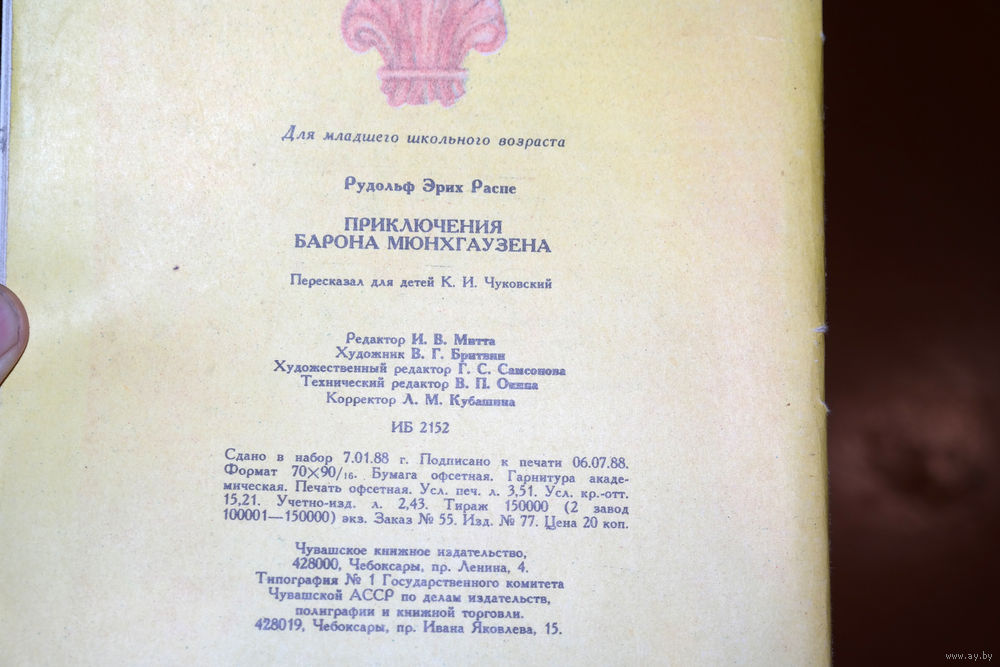 Для младшего школьного возраста
Рудольф Эрих Распе
ПРИКЛЮЧЕНИЯ
БАРОНА МЮНХГАУЗЕНА
Пересказал для детей К. И. Чуковский
Редактор И. В. Митта
Художник В. Г. Бритвин
Художественный редактор Г. С. Самсонова
Технический редактор В. П.
Корректор Л. М. Кубашина
ИБ 2152
Сдано в набор 7.01.88 г. Подписано к печати 06.07.88.
Формат 70×90/16. Бумага офсетная. Гарнитура акаде-
мическая. Печать офсетная. Усл. печ. л. 3,51. Усл. кр.-отт.
15,21. Учетно-изд. л. 2,43. Тираж 150000 (2 завод
100001—150000) экз. Заказ № 55. Изд. № 77. Цена 20 коп.
Чувашское книжное издательство,
428000, Чебоксары, пр. Ленина, 4.
Типография № 1 Государственного комитета
Чувашской АССР по делам издательств,
полиграфии и книжной торговли.
428019, Чебоксары, пр. Ивана Яковлева, 15.
www.ay.by